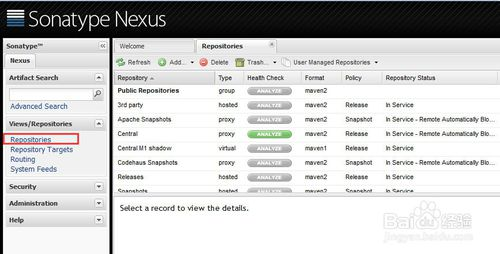 Sonatype Nexus
Sonatype™
Nexus
Artifact Search
Advanced Search
Views/Repositories
Repositories
Repository Targets
Routing
System Feeds
Security
Administration
Help
Welcome
Repositories
Refresh Add... Delete Trash... User Managed Repositories
Repository Type Health Check Format Policy Repository Status
Public Repositories group ANALYZE maven2
3rd party hosted ANALYZE maven2 Release In Service
Apache Snapshots proxy ANALYZE maven2 Snapshot In Service - Remote Automatically Blo...
Central proxy ANALYZE maven2 Release In Service - Remote Automatically Blo...
Central M1 shadow virtual ANALYZE maven1 Release In Service
Codehaus Snapshots proxy ANALYZE maven2 Snapshot In Service - Remote Automatically Blo...
Releases hosted ANALYZE maven2 Release In Service
Snapshots hosted ANALYZE maven2 Snapshot In Service
Select a record to view the details.
Baidu 经验
jingyan.baidu.com